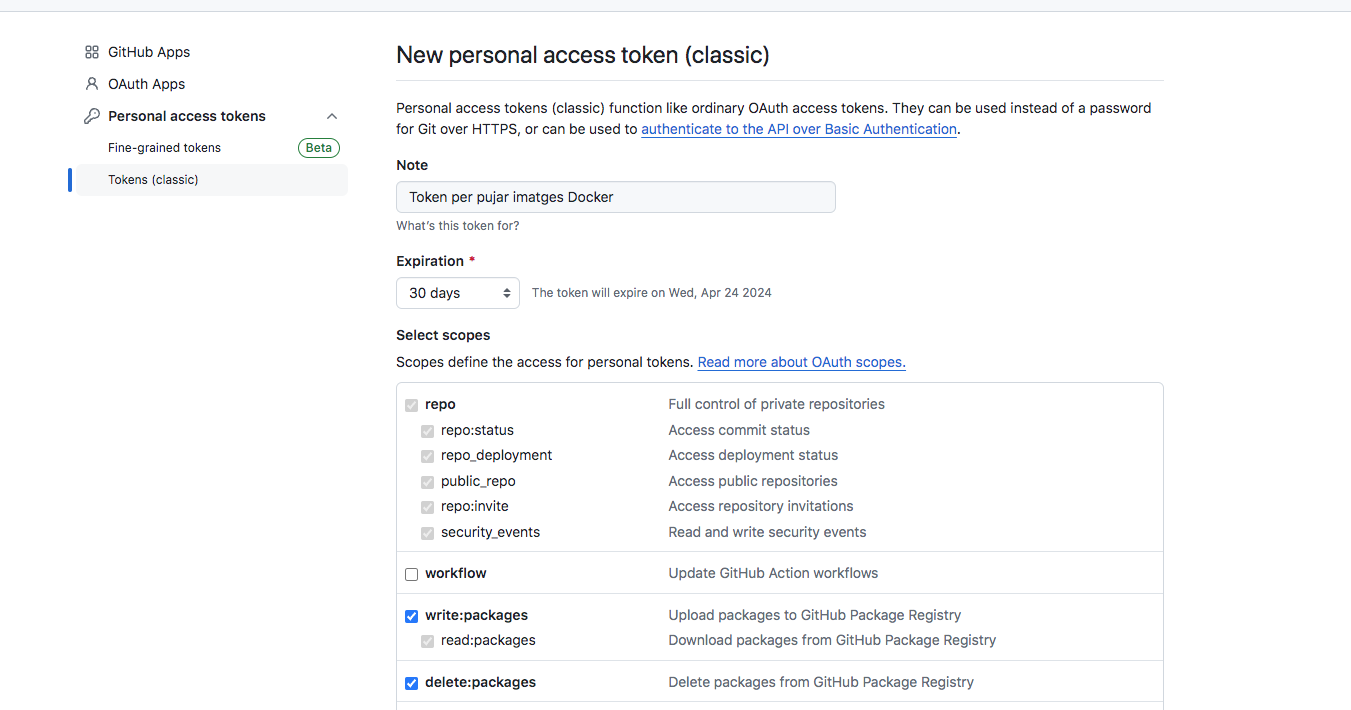 GitHub Apps
OAuth Apps
Personal access tokens
Fine-grained tokens Beta
Tokens (classic)
New personal access token (classic)
Personal access tokens (classic) function like ordinary OAuth access tokens. They can be used instead of a password
for Git over HTTPS, or can be used to authenticate to the API over Basic Authentication.
Note
Token per pujar imatges Docker
What's this token for?
Expiration *
30 days The token will expire on Wed, Apr 24 2024
Select scopes
Scopes define the access for personal tokens. Read more about OAuth scopes.
repo Full control of private repositories
repo:status Access commit status
repo_deployment Access deployment status
public_repo Access public repositories
repo:invite Access repository invitations
security_events Read and write security events
workflow Update GitHub Action workflows
write:packages Upload packages to GitHub Package Registry
read:packages Download packages from GitHub Package Registry
delete:packages Delete packages from GitHub Package Registry